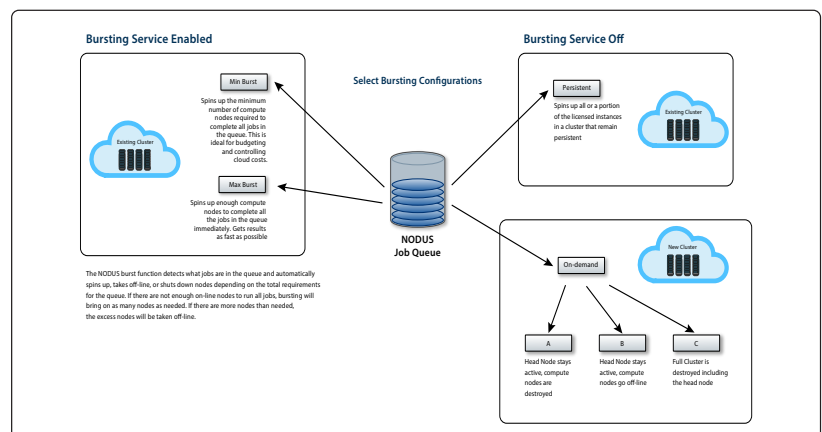 Bursting Service Enabled
Min Burst
Spins up the minimum
number of compute
nodes required to
complete all jobs in
the queue. This is
ideal for budgeting
and controlling
cloud costs.
Existing Cluster
Max Burst
Spins up enough compute
nodes to complete all
the jobs in the queue
immediately. Gets results
as fast as possible
The NODUS burst function detects what jobs are in the queue and automatically
spins up, takes off-line, or shuts down nodes depending on the total requirements
for the queue. If there are not enough on-line nodes to run all jobs, bursting will
bring on as many nodes as needed. If there are more nodes than needed,
the excess nodes will be taken off-line.
Select Bursting Configurations
NODUS
Job Queue
Bursting Service Off
Persistent
Spins up all or a portion
of the licensed instances
in a cluster that remain
persistent
Existing Cluster
New Cluster
On-demand
A
Head Node stays
active, compute
nodes are
destroyed
B
Head Node stays
active, compute
nodes go off-line
C
Full Cluster is
destroyed including
the head node